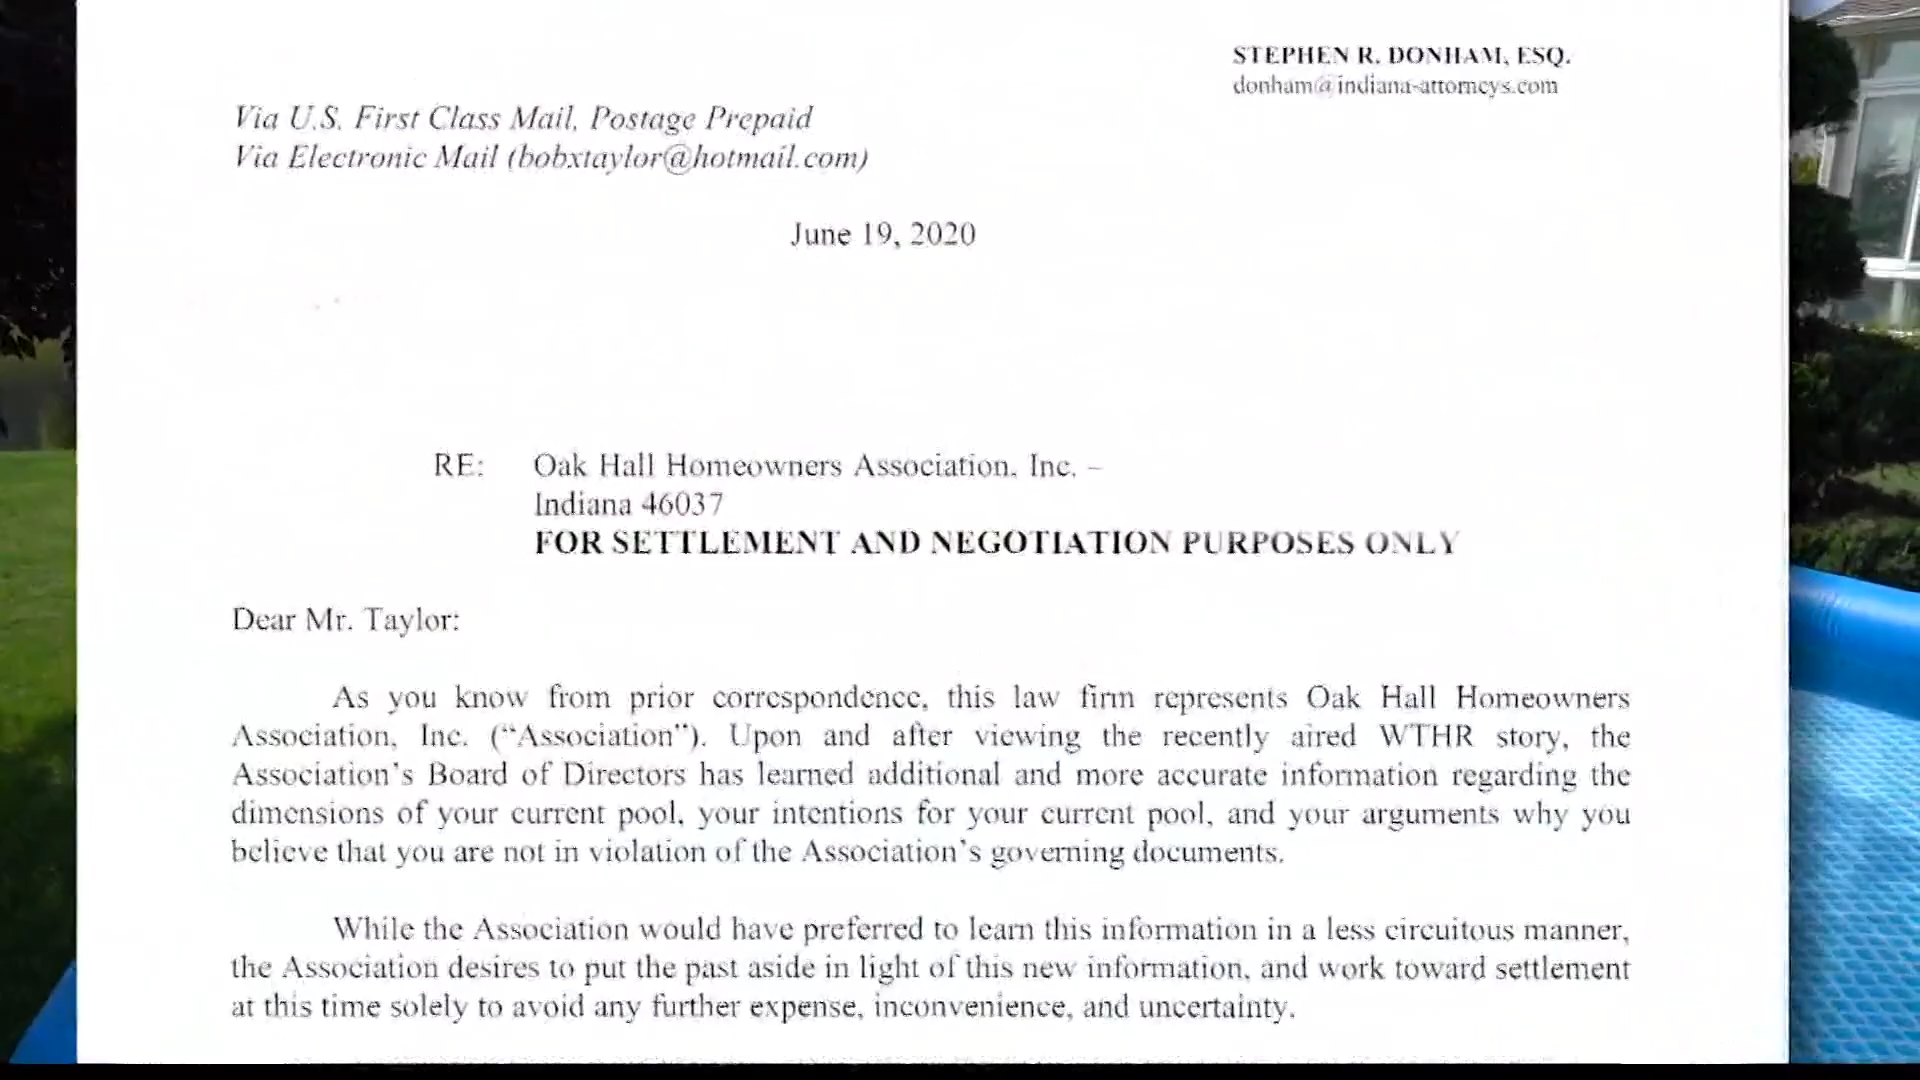 STEPHEN R. DONHAM, ESQ.
donham@indiana-attorneys.com
Via U.S. First Class Mail, Postage Prepaid
Via Electronic Mail (bobxtaylor@hotmail.com)
June 19, 2020
RE: Oak Hall Homeowners Association, Inc. –
Indiana 46037
FOR SETTLEMENT AND NEGOTIATION PURPOSES ONLY
Dear Mr. Taylor:
As you know from prior correspondence, this law firm represents Oak Hall Homeowners
Association, Inc. (“Association”). Upon and after viewing the recently aired WTHR story, the
Association’s Board of Directors has learned additional and more accurate information regarding the
dimensions of your current pool, your intentions for your current pool, and your arguments why you
believe that you are not in violation of the Association’s governing documents.
While the Association would have preferred to learn this information in a less circuitous manner,
the Association desires to put the past aside in light of this new information, and work toward settlement
at this time solely to avoid any further expense, inconvenience, and uncertainty.